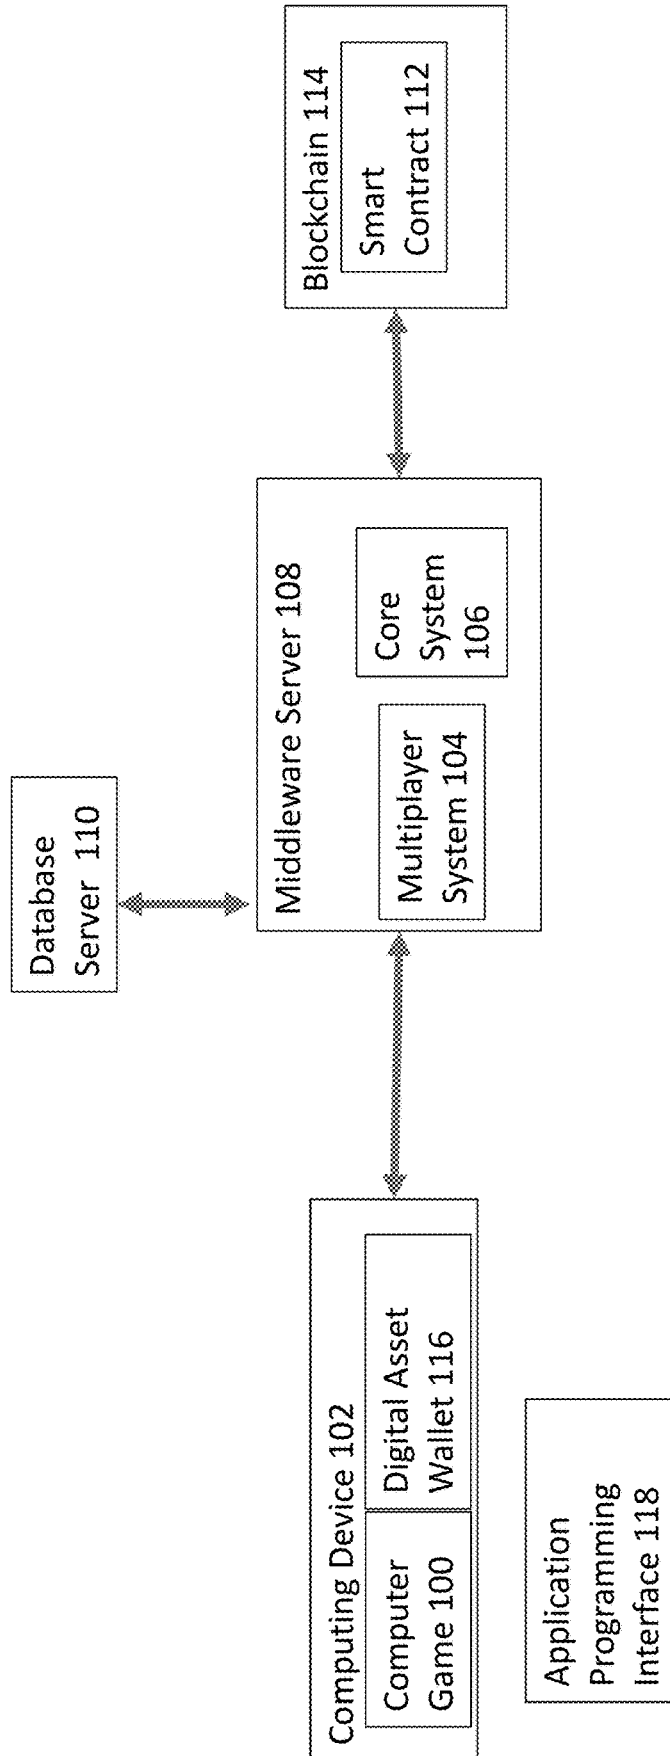 Database
Server 110
Computing Device 102
Computer
Game 100
Digital Asset
Wallet 116
Middleware Server 108
Multiplayer
System 104
Core
System
106
Blockchain 114
Smart
Contract 112
Application
Programming
Interface 118